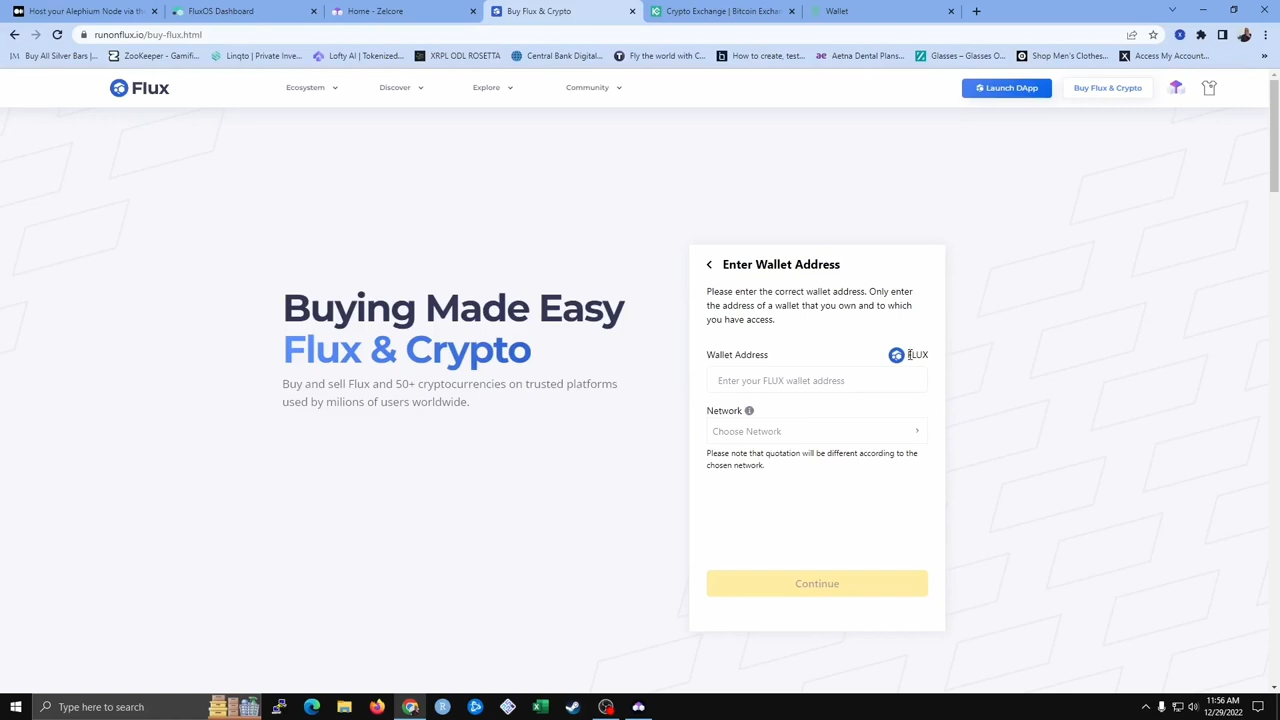 Host your Alephium Node via the
FluxOS Dashboard
Home - Zelcore
Buy Flux & Crypto
Crypto Exchange | Bitcoin Exchan
Wallet
runonflux.io/buy-flux.html
Buy All Silver Bars |...
ZooKeeper - Gamifi...
Linqto | Private Inve...
Lofty AI | Tokenized...
XRPL ODL ROSETTA
Central Bank Digital...
Fly the world with C...
How to create, test...
Aetna Dental Plans...
Glasses – Glasses O...
Shop Men's Clothes...
Access My Account...
Flux
Ecosystem
Discover
Explore
Community
Launch DApp
Buy Flux & Crypto
Buying Made Easy
Flux & Crypto
Buy and sell Flux and 50+ cryptocurrencies on trusted platforms
used by milions of users worldwide.
Enter Wallet Address
Please enter the correct wallet address. Only enter
the address of a wallet that you own and to which
you have access.
Wallet Address
FLUX
Enter your FLUX wallet address
Network
Choose Network
Please note that quotation will be different according to the
chosen network.
Continue
Type here to search
11:56 AM
12/29/2022